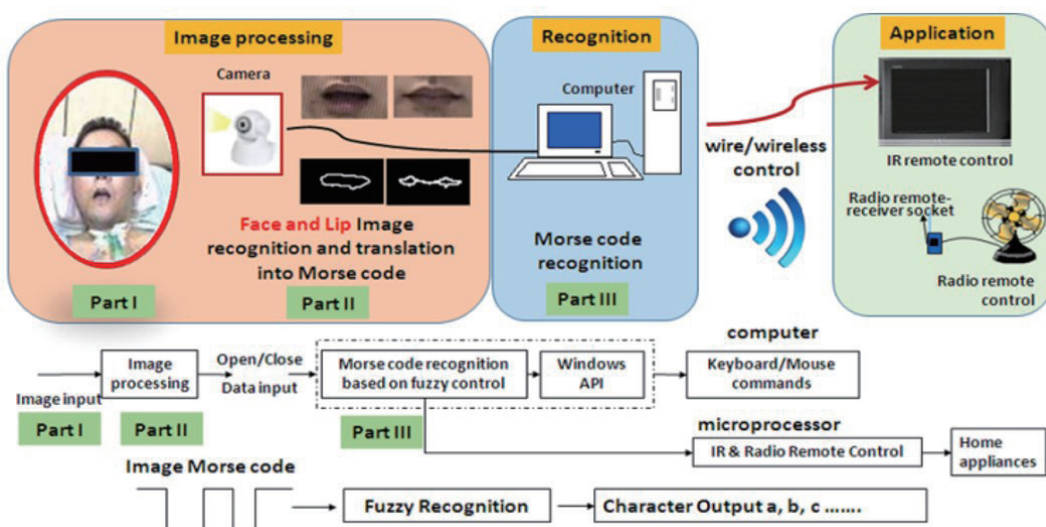 Image processing
Recognition
Application
Camera
Computer
Face and Lip Image
recognition and translation
into Morse code
Part I
Part II
Morse code
recognition
Part III
wire/wireless
control
IR remote control
Radio remote-
receiver socket
Radio remote
control
Image input
Image
processing
Open/Close
Data input
Morse code recognition
based on fuzzy control
Windows
API
computer
Keyboard/Mouse
commands
Part I
Part II
Part III
microprocessor
IR & Radio Remote Control
Home
appliances
Image Morse code
Fuzzy Recognition
Character Output a, b, c .......